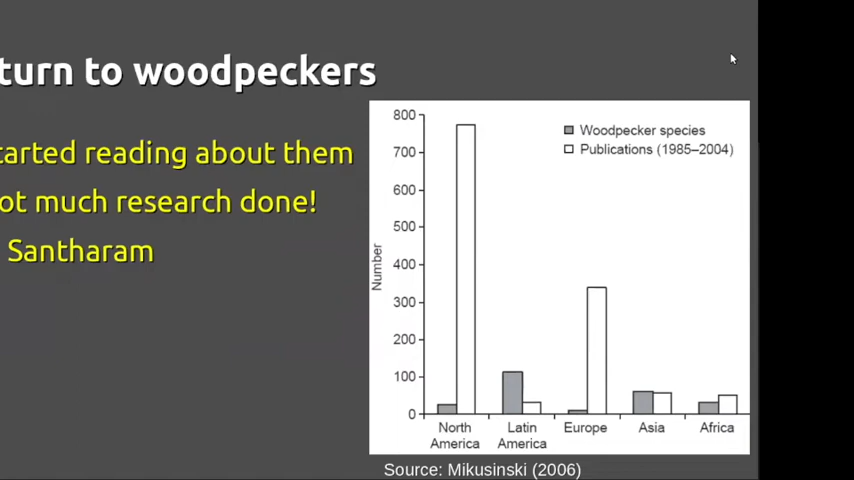 turn to woodpeckers
tarted reading about them
ot much research done!
Santharam
800
700
600
500
400
300
200
100
0
Number
Woodpecker species
Publications (1985–2004)
North America
Latin America
Europe
Asia
Africa
Source: Mikusinski (2006)